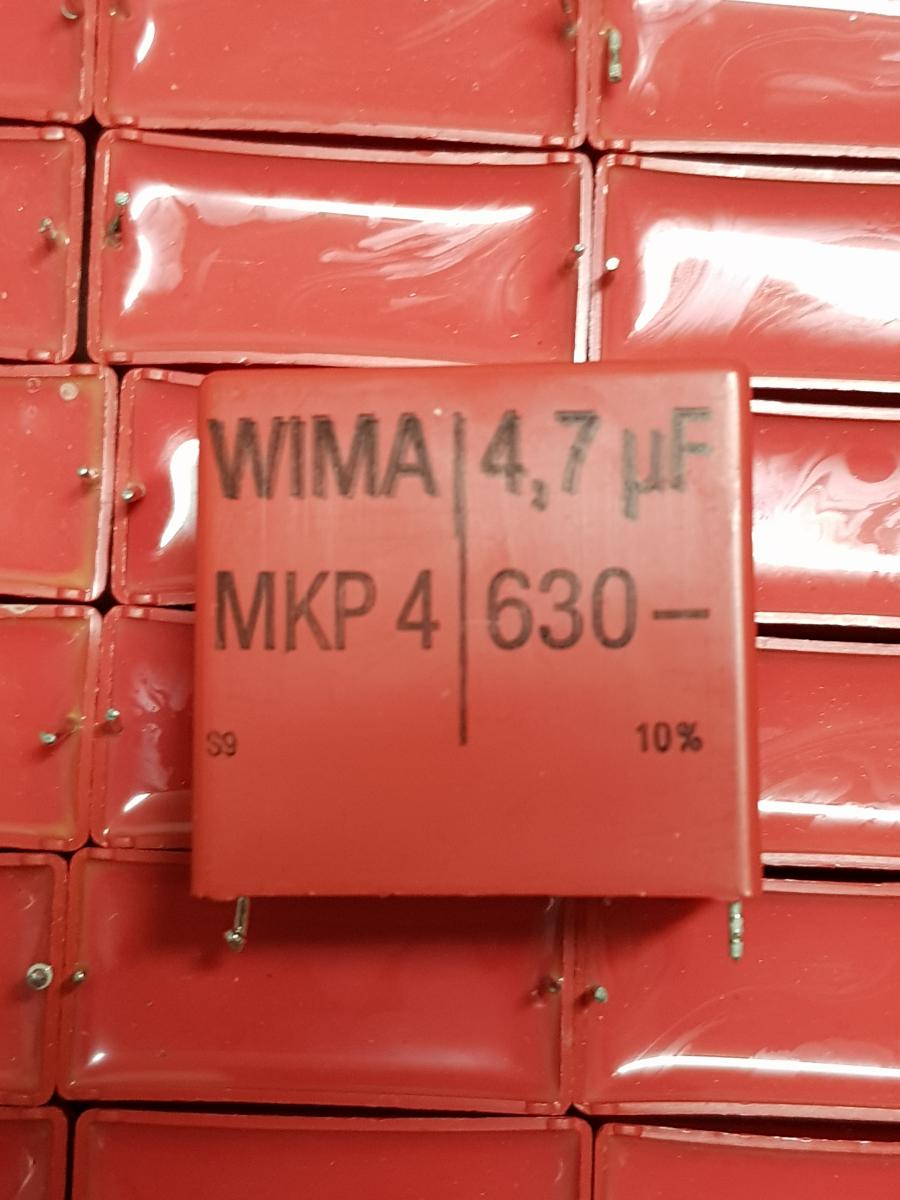 WIMA 4,7 µF
MKP 4 630 –
S9 10%